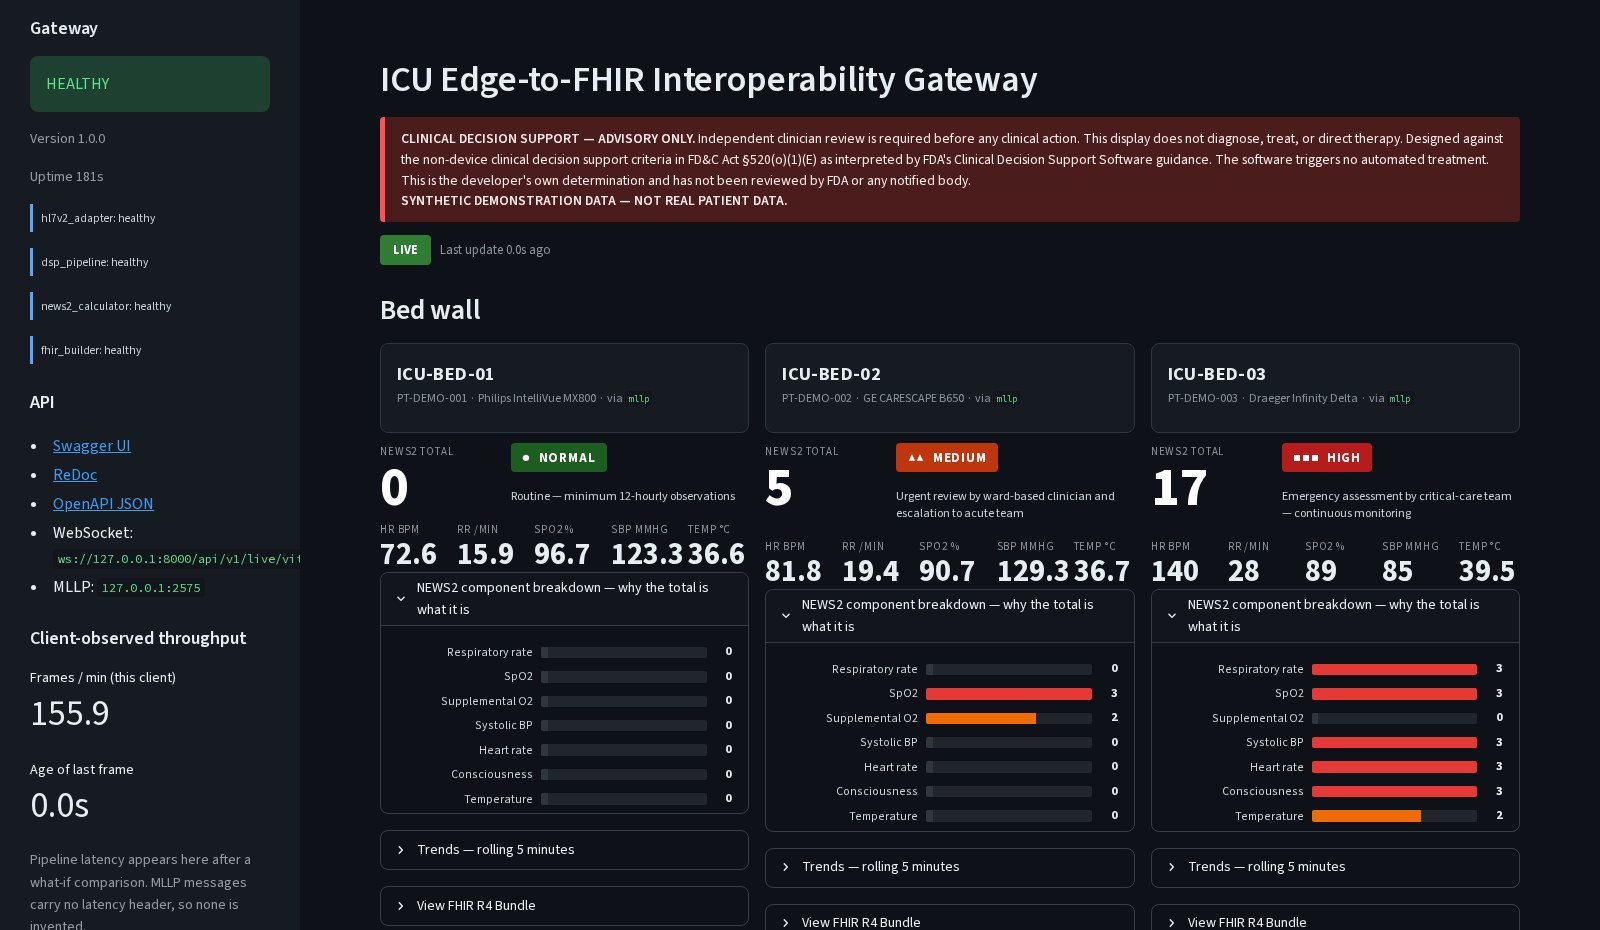 Gateway
HEALTHY
Version 1.0.0
Uptime 181s
hl7v2_adapter: healthy
dsp_pipeline: healthy
news2_calculator: healthy
fhir_builder: healthy
API
Swagger UI
ReDoc
OpenAPI JSON
WebSocket:
ws://127.0.0.1:8000/api/v1/live/vit
MLLP: 127.0.0.1:2575
Client-observed throughput
Frames / min (this client)
155.9
Age of last frame
0.0s
Pipeline latency appears here after a
what-if comparison. MLLP messages
carry no latency header, so none is
invented.
ICU Edge-to-FHIR Interoperability Gateway
CLINICAL DECISION SUPPORT — ADVISORY ONLY. Independent clinician review is required before any clinical action. This display does not diagnose, treat, or direct therapy. Designed against
the non-device clinical decision support criteria in FD&C Act §520(o)(1)(E) as interpreted by FDA's Clinical Decision Support Software guidance. The software triggers no automated treatment.
This is the developer's own determination and has not been reviewed by FDA or any notified body.
SYNTHETIC DEMONSTRATION DATA — NOT REAL PATIENT DATA.
LIVE Last update 0.0s ago
Bed wall
ICU-BED-01
PT-DEMO-001 · Philips IntelliVue MX800 · via mllp
NEWS2 TOTAL
0
● NORMAL
Routine — minimum 12-hourly observations
HR BPM RR /MIN SPO2 % SBP MMHG TEMP °C
72.6 15.9 96.7 123.3 36.6
NEWS2 component breakdown — why the total is
what it is
Respiratory rate 0
SpO2 0
Supplemental O2 0
Systolic BP 0
Heart rate 0
Consciousness 0
Temperature 0
Trends — rolling 5 minutes
View FHIR R4 Bundle
ICU-BED-02
PT-DEMO-002 · GE CARESCAPE B650 · via mllp
NEWS2 TOTAL
5
▲▲ MEDIUM
Urgent review by ward-based clinician and
escalation to acute team
HR BPM RR /MIN SPO2 % SBP MMHG TEMP °C
81.8 19.4 90.7 129.3 36.7
NEWS2 component breakdown — why the total is
what it is
Respiratory rate 0
SpO2 3
Supplemental O2 2
Systolic BP 0
Heart rate 0
Consciousness 0
Temperature 0
Trends — rolling 5 minutes
View FHIR R4 Bundle
ICU-BED-03
PT-DEMO-003 · Draeger Infinity Delta · via mllp
NEWS2 TOTAL
17
■■■ HIGH
Emergency assessment by critical-care team
— continuous monitoring
HR BPM RR /MIN SPO2 % SBP MMHG TEMP °C
140 28 89 85 39.5
NEWS2 component breakdown — why the total is
what it is
Respiratory rate 3
SpO2 3
Supplemental O2 0
Systolic BP 3
Heart rate 3
Consciousness 3
Temperature 2
Trends — rolling 5 minutes
View FHIR R4 Bundle